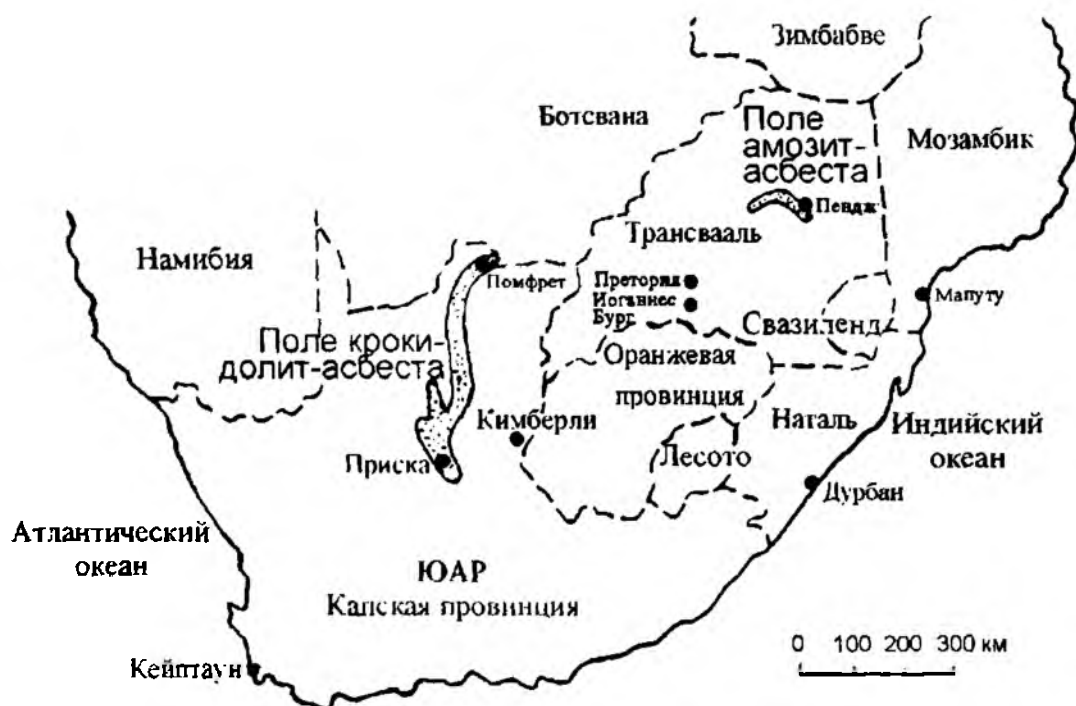 Зимбабве
Ботсвана
Поле
амозит-
асбеста
Мозамбик
Певдж
Трансвааль
Намибия
Помфрет
Претория
Иоганнес
Бург
Мапуту
Свазиленд
Поле кроки-
долит-асбеста
Оранжевая
провинция
Кимберли
Наталь
Индийский
океан
Лесото
Приска
Дурбан
Атлантический
океан
ЮАР
Капская провинция
0 100 200 300 км
Кейптаун